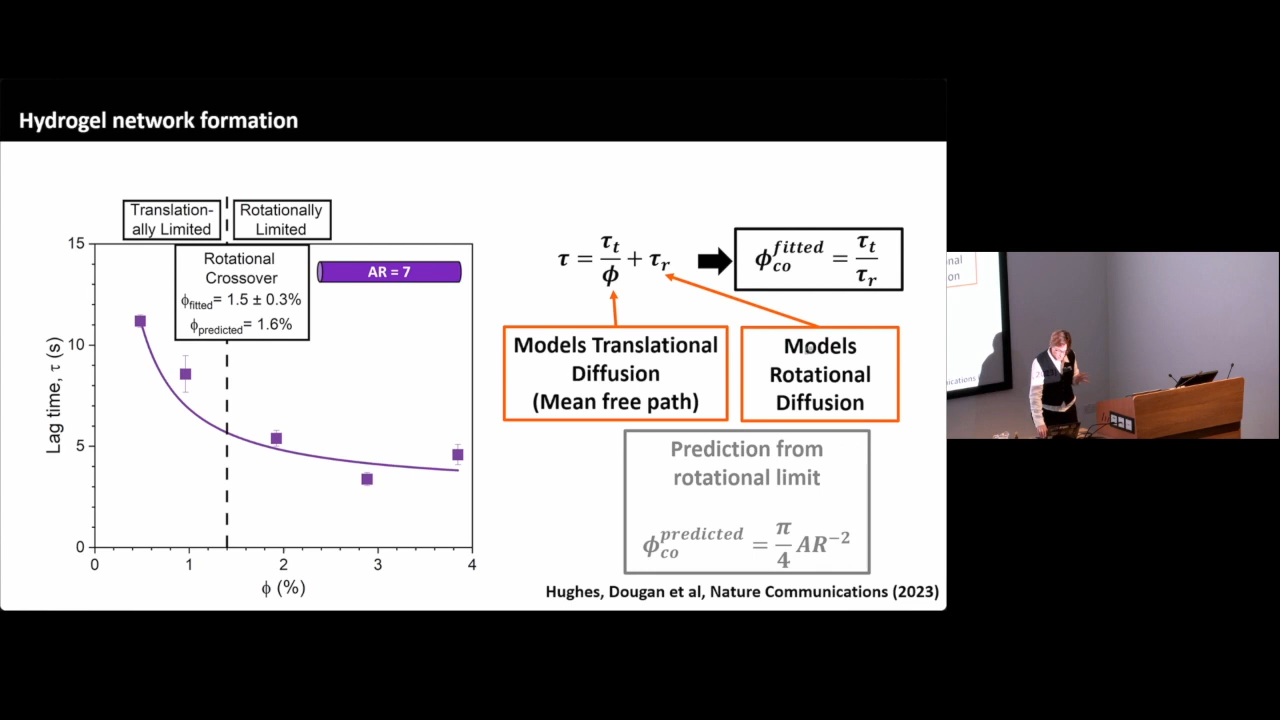 Hydrogel network formation
Translation-
ally Limited
Rotationally
Limited
Rotational
Crossover
ϕfitted= 1.5 ± 0.3%
ϕpredicted= 1.6%
AR = 7
15
10
5
0
Lag time, τ (s)
0 1 2 3 4
ϕ (%)
τ = τt/ϕ + τr
ϕco^fitted = τt/τr
Models Translational
Diffusion
(Mean free path)
Models
Rotational
Diffusion
Prediction from
rotational limit
ϕco^predicted = π/4 AR⁻²
Hughes, Dougan et al, Nature Communications (2023)